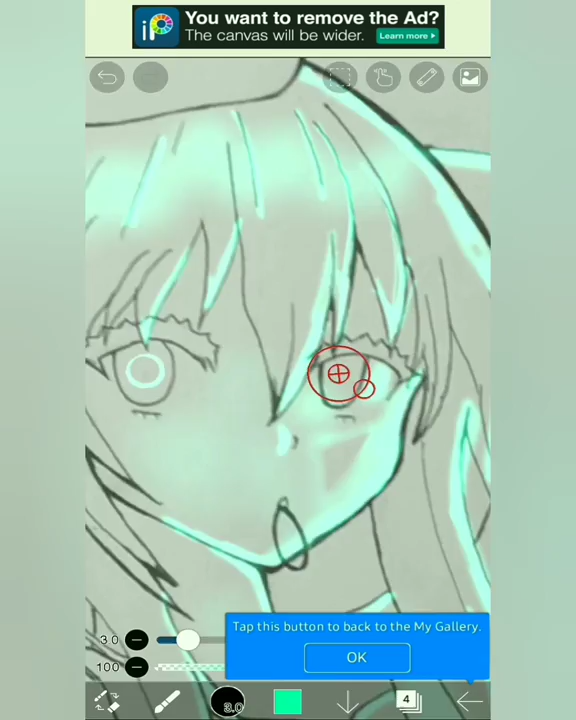 iP
You want to remove the Ad?
The canvas will be wider.
Learn more ▸
Tap this button to back to the My Gallery.
OK
3.0
100
3.0
4